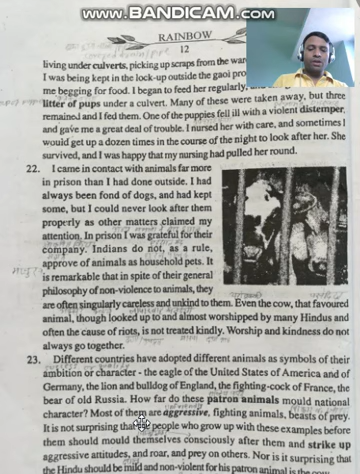 WWW.BANDICAM.COM
RAINBOW
12
living under culverts, picking up scraps from the war
I was being kept in the lock-up outside the gaol pro
me begging for food. I began to feed her regularly,
litter of pups under a culvert. Many of these were taken away, but three
remained and I fed them. One of the puppies fell ill with a violent distemper,
and gave me a great deal of trouble. I nursed her with care, and sometimes I
would get up a dozen times in the course of the night to look after her. She
survived, and I was happy that my nursing had pulled her round.
22. I came in contact with animals far more
in prison than I had done outside. I had
always been fond of dogs, and had kept
some, but I could never look after them
properly as other matters claimed my
attention. In prison I was grateful for their
company. Indians do not, as a rule,
approve of animals as household pets. It
is remarkable that in spite of their general
philosophy of non-violence to animals, they
are often singularly careless and unkind to them. Even the cow, that favoured
animal, though looked up to and almost worshipped by many Hindus and
often the cause of riots, is not treated kindly. Worship and kindness do not
always go together.
23. Different countries have adopted different animals as symbols of their
ambition or character - the eagle of the United States of America and of
Germany, the lion and bulldog of England, the fighting-cock of France, the
bear of old Russia. How far do these patron animals mould national
character? Most of them are aggressive, fighting animals, beasts of prey.
It is not surprising that the people who grow up with these examples before
them should mould themselves consciously after them and strike up
aggressive attitudes, and roar, and prey on others. Nor is it surprising that
the Hindu should be mild and non-violent for his patron animal is the cow.